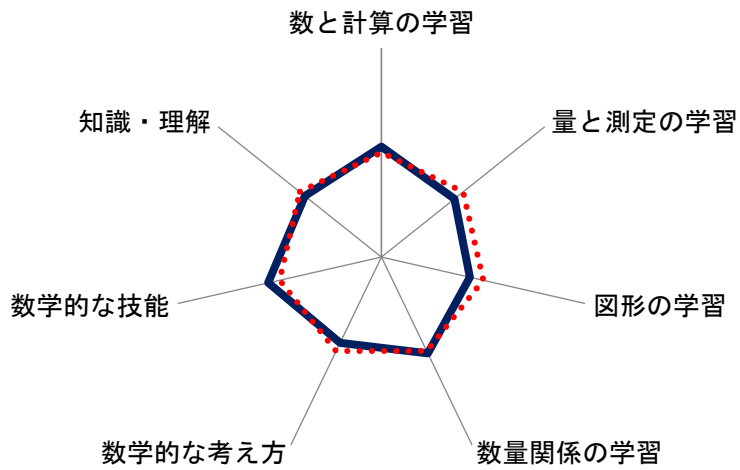 数と計算の学習
量と測定の学習
図形の学習
数量関係の学習
数学的な考え方
数学的な技能
知識・理解